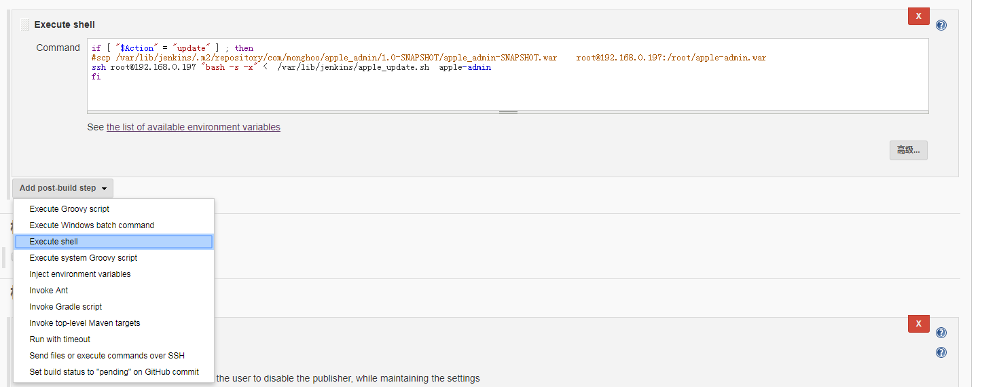 Execute shell
X
Command
if [ "$Action" = "update" ] ; then
#scp /var/lib/jenkins/.m2/repository/com/monghoo/apple_admin/1.0-SNAPSHOT/apple_admin-SNAPSHOT.war    root@192.168.0.197:/root/apple-admin.war
ssh root@192.168.0.197 "bash -s -x" <  /var/lib/jenkins/apple_update.sh  apple-admin
fi
See the list of available environment variables
高级...
Add post-build step
Execute Groovy script
Execute Windows batch command
Execute shell
Execute system Groovy script
Inject environment variables
Invoke Ant
Invoke Gradle script
Invoke top-level Maven targets
X
Run with timeout
Send files or execute commands over SSH
Set build status to "pending" on GitHub commit
the user to disable the publisher, while maintaining the settings